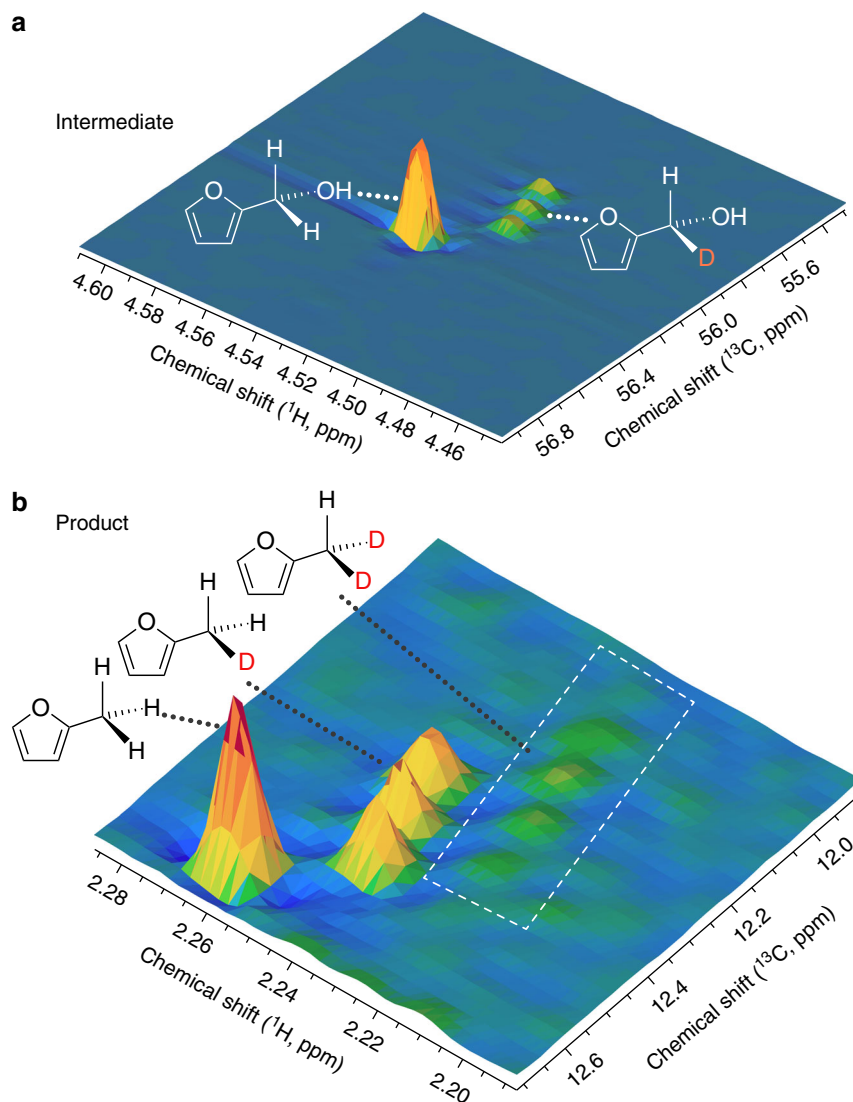 a
Intermediate
H
O
OH
H
H
O
OH
D
4.60
4.58
4.56
4.54
4.52
4.50
4.48
4.46
Chemical shift (¹H, ppm)
56.8
56.4
56.0
55.6
Chemical shift (¹³C, ppm)
b
Product
H
O
D
D
H
O
H
D
H
O
H
H
2.28
2.26
2.24
2.22
2.20
Chemical shift (¹H, ppm)
12.6
12.4
12.2
12.0
Chemical shift (¹³C, ppm)